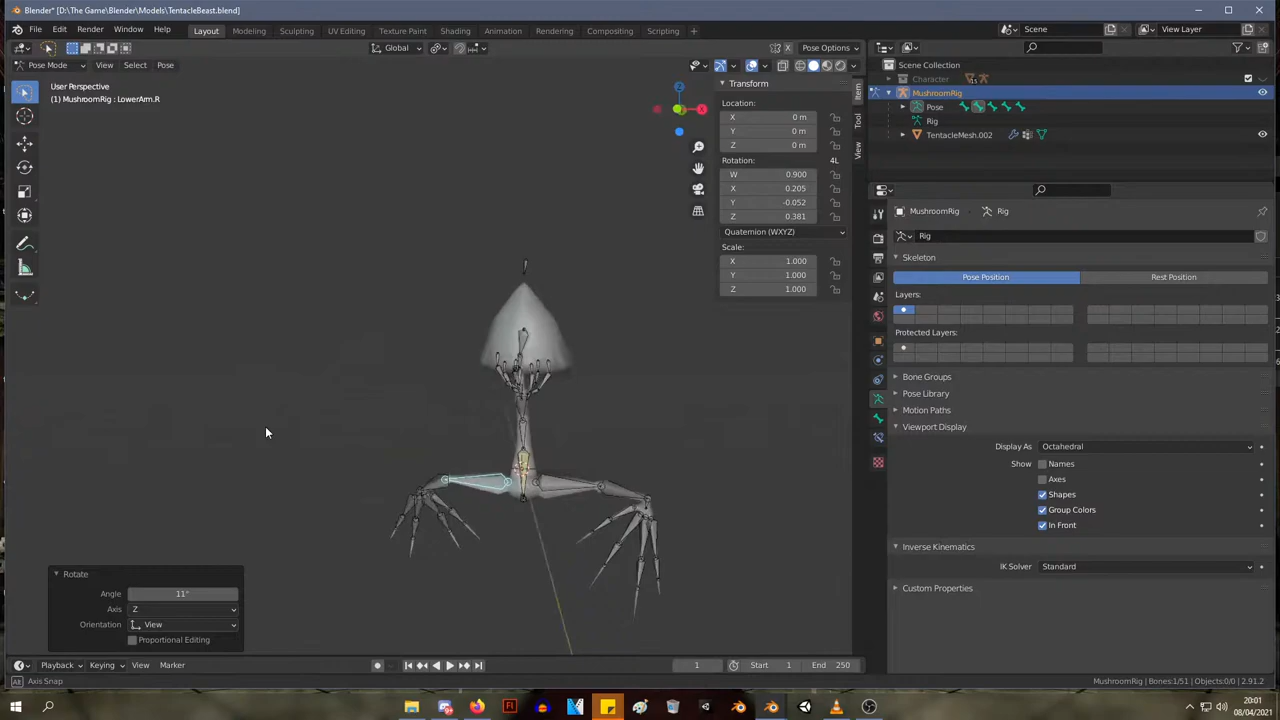 Blender* [D:\The Game\Blender\Models\TentacleBeast.blend]
File Edit Render Window Help Layout Modeling Sculpting UV Editing Texture Paint Shading Animation Rendering Compositing Scripting + Scene View Layer
Global Pose Options
Pose Mode View Select Pose
User Perspective
(1) MushroomRig : LowerArm.R
Z
X
Transform
Location:
X 0 m
Y 0 m
Z 0 m
Rotation: 4L
W 0.900
X 0.205
Y -0.052
Z 0.381
Quaternion (WXYZ)
Scale:
X 1.000
Y 1.000
Z 1.000
Item
Tool
View
Scene Collection
Character 15
MushroomRig
Pose
Rig
TentacleMesh.002
MushroomRig Rig
Rig
Skeleton
Pose Position Rest Position
Layers:
Protected Layers:
Bone Groups
Pose Library
Motion Paths
Viewport Display
Display As Octahedral
Show Names
Axes
Shapes
Group Colors
In Front
Inverse Kinematics
IK Solver Standard
Custom Properties
Rotate
Angle 11°
Axis Z
Orientation View
Proportional Editing
Playback Keying View Marker 1 Start 1 End 250
Axis Snap MushroomRig | Bones:1/51 | Objects:0/0 | 2.91.2
Fl
20:01
08/04/2021